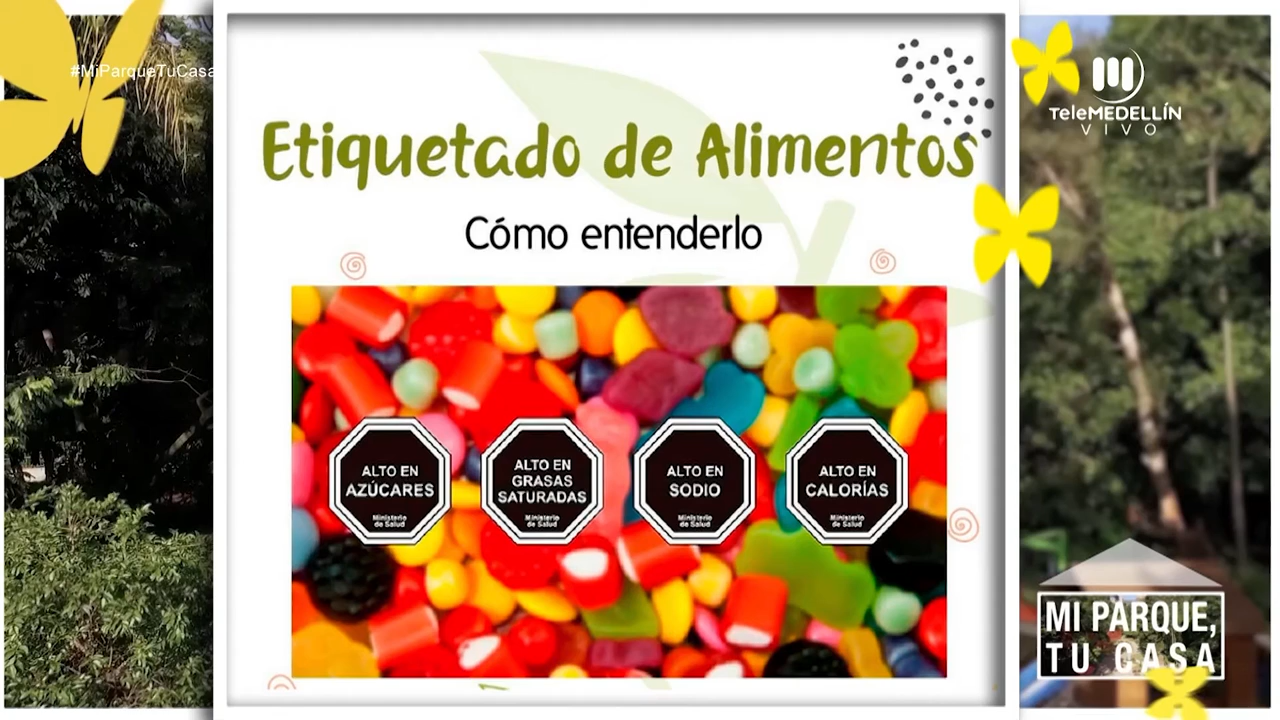 #MiParqueTuCasa
TeleMEDELLÍN
VIVO
Etiquetado de Alimentos
Cómo entenderlo
ALTO EN
AZÚCARES
Ministerio
de Salud
ALTO EN
GRASAS
SATURADAS
Ministerio
de Salud
ALTO EN
SODIO
Ministerio
de Salud
ALTO EN
CALORÍAS
Ministerio
de Salud
MI PARQUE,
TU CASA